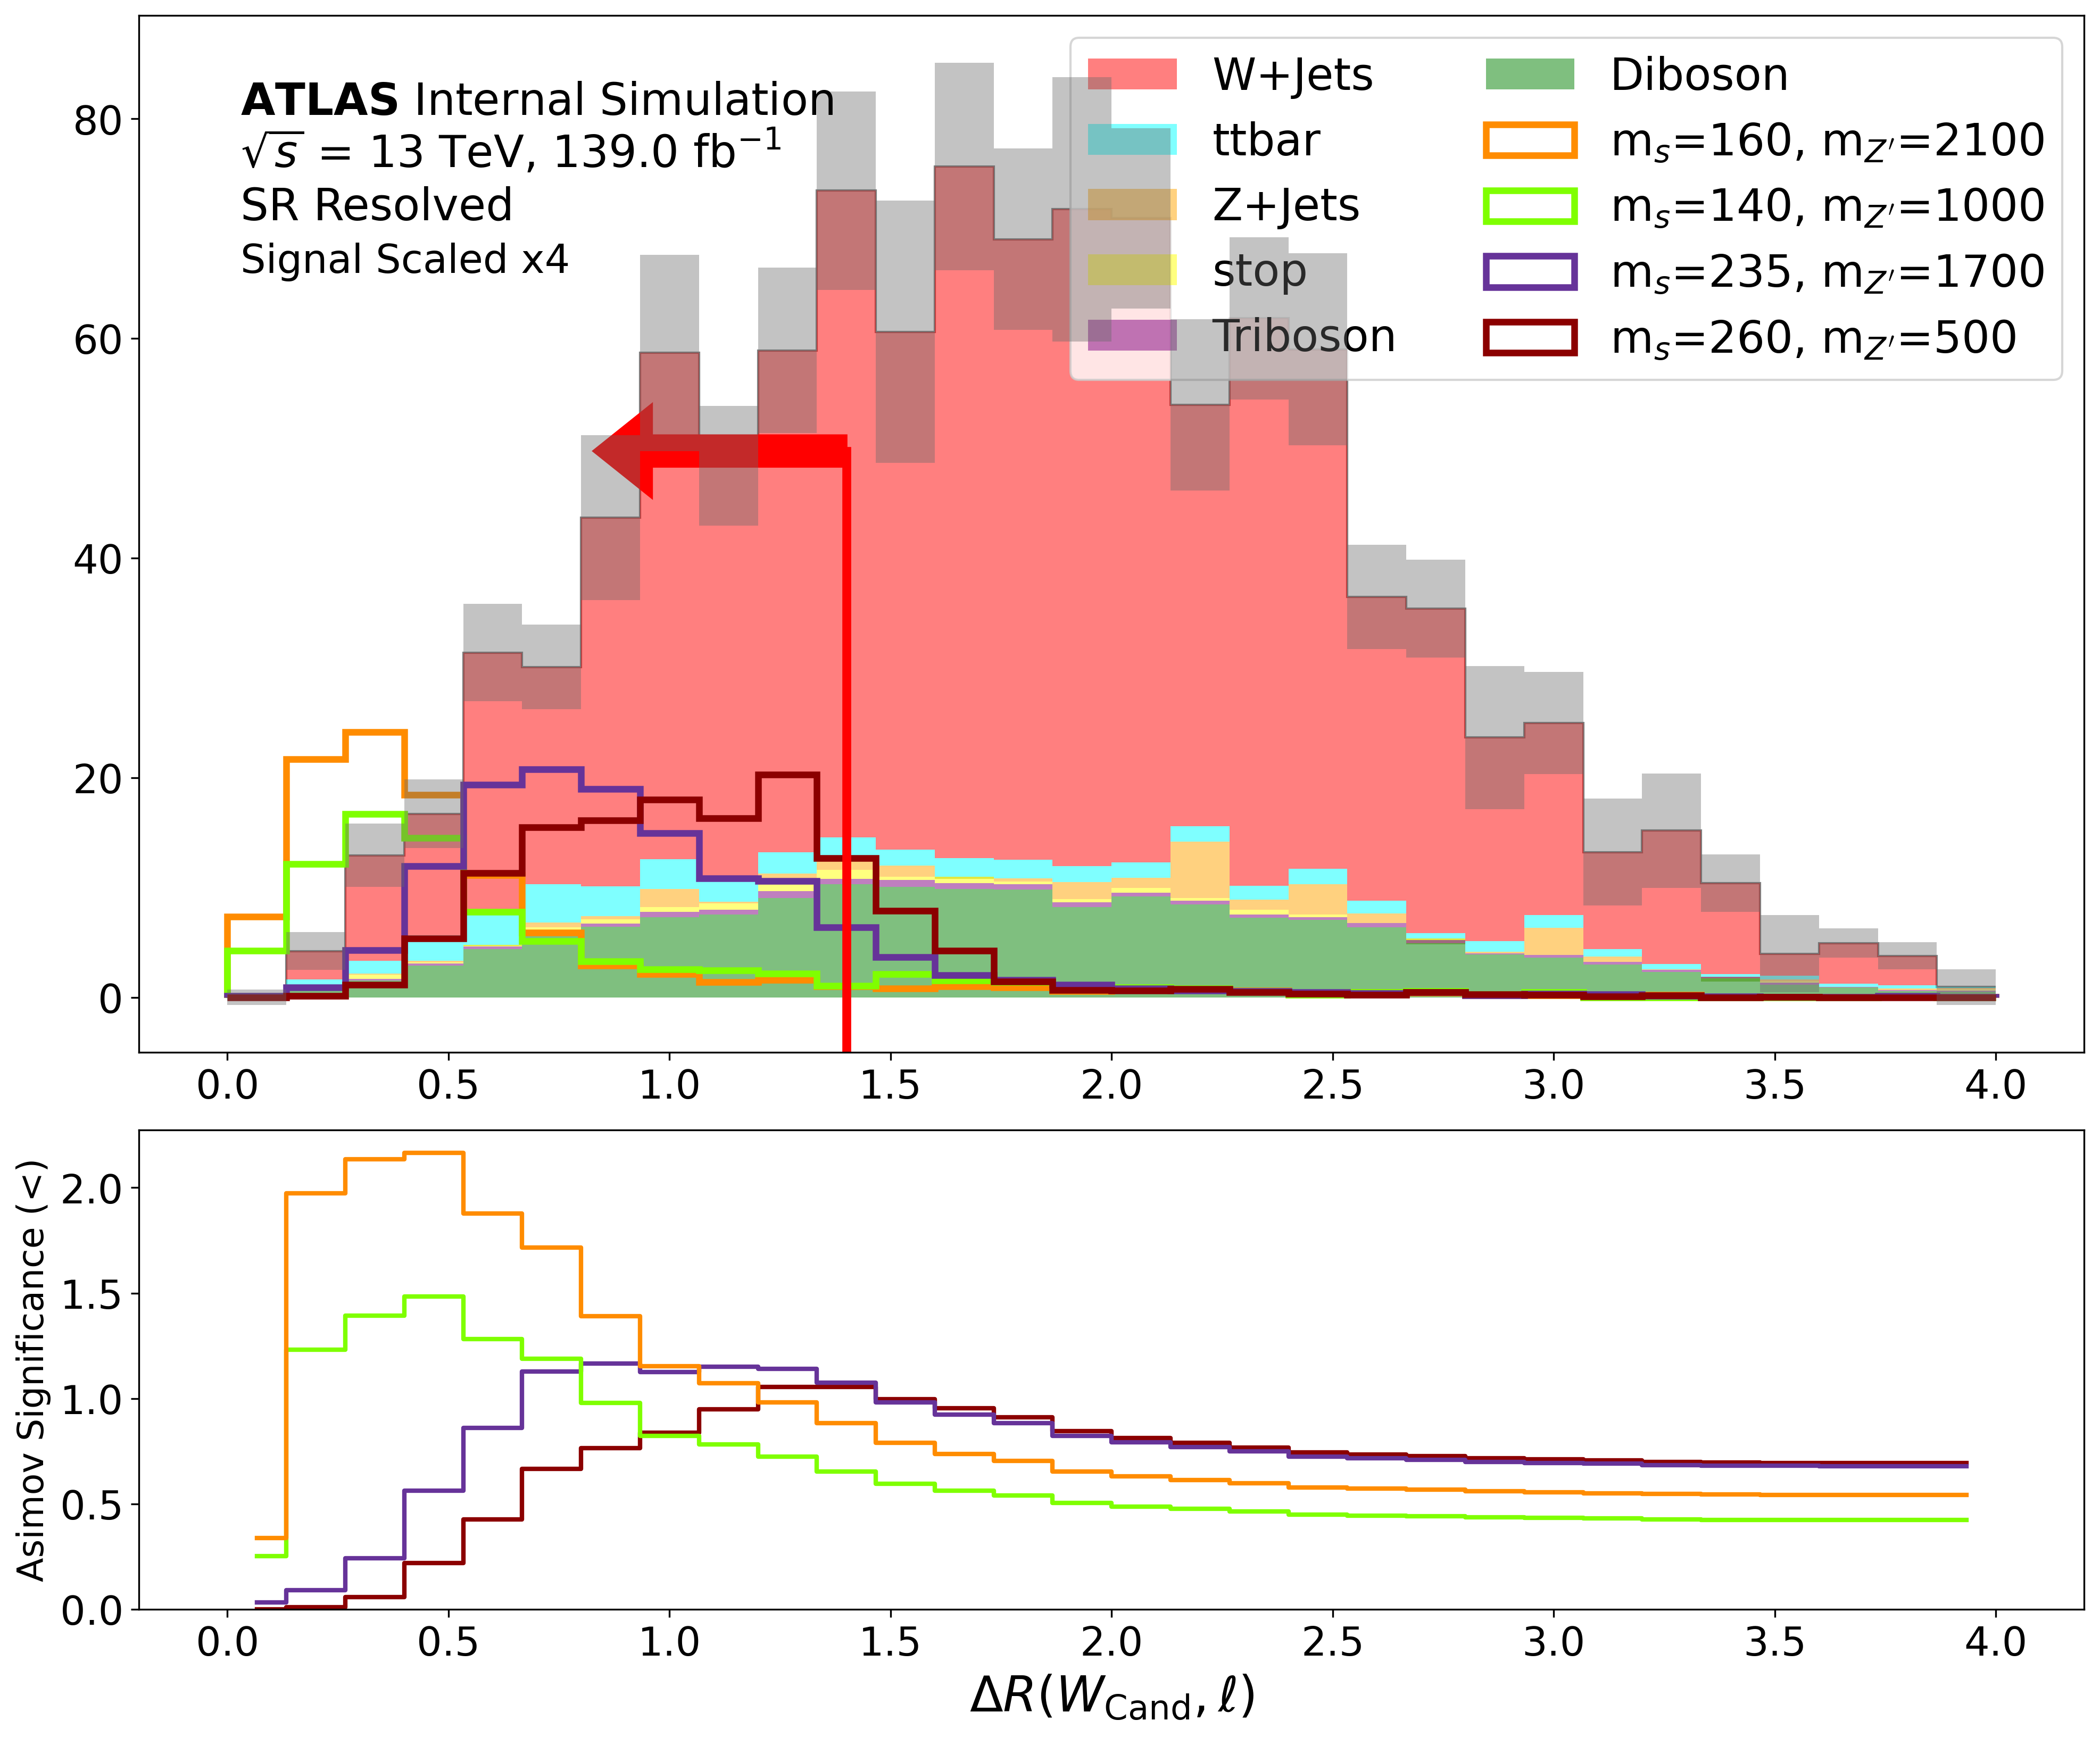 ATLAS Internal Simulation
√s = 13 TeV, 139.0 fb⁻¹
SR Resolved
Signal Scaled x4
W+Jets
ttbar
Z+Jets
stop
Triboson
Diboson
mₛ=160, m_Z′=2100
mₛ=140, m_Z′=1000
mₛ=235, m_Z′=1700
mₛ=260, m_Z′=500
80
60
40
20
0
0.0 0.5 1.0 1.5 2.0 2.5 3.0 3.5 4.0
Asimov Significance (<)
2.0
1.5
1.0
0.5
0.0
0.0 0.5 1.0 1.5 2.0 2.5 3.0 3.5 4.0
ΔR(W_Cand, ℓ)